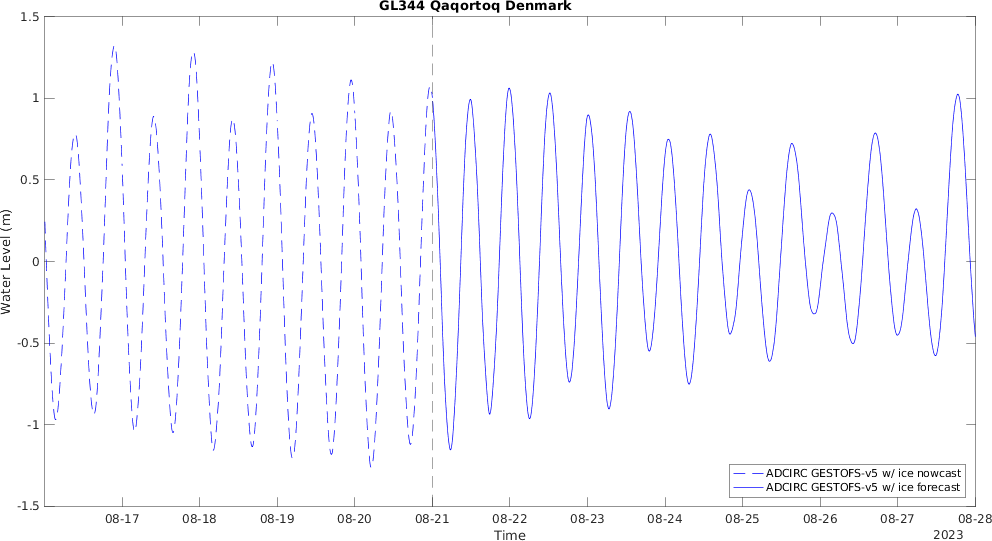 GL344 Qaqortoq Denmark
1.5
1
0.5
0
-0.5
-1
-1.5
Water Level (m)
ADCIRC GESTOFS-v5 w/ ice nowcast
ADCIRC GESTOFS-v5 w/ ice forecast
08-17 08-18 08-19 08-20 08-21 08-22 08-23 08-24 08-25 08-26 08-27 08-28
Time
2023